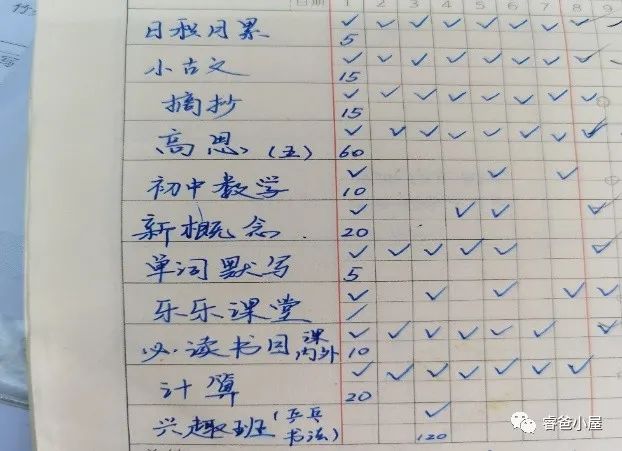 日期 1 2 3 4 5 6 7 8 9
日积月累 ✓ ✓ ✓ ✓ ✓ ✓ ✓ ✓
5
小古文 ✓ ✓ ✓ ✓ ✓ ✓ ✓ ✓
15
摘抄 ✓ ✓ ✓ ✓ ✓ ✓ ✓ ✓
15
高思(五) ✓ ✓ ✓ ✓ ✓ ✓ ✓ ✓
60
初中数学 ✓ ✓ ✓
10
新概念 ✓ ✓ ✓ ✓
20
单词默写 ✓ ✓ ✓ ✓ ✓ ✓
5
乐乐课堂 ✓ ✓ ✓ ✓ ✓
/
必读书目 课内外 ✓ ✓ ✓ ✓ ✓ ✓ ✓
10
计算 ✓ ✓ ✓ ✓ ✓ ✓ ✓
20
兴趣班(乒乓书法) ✓
120
睿爸小屋